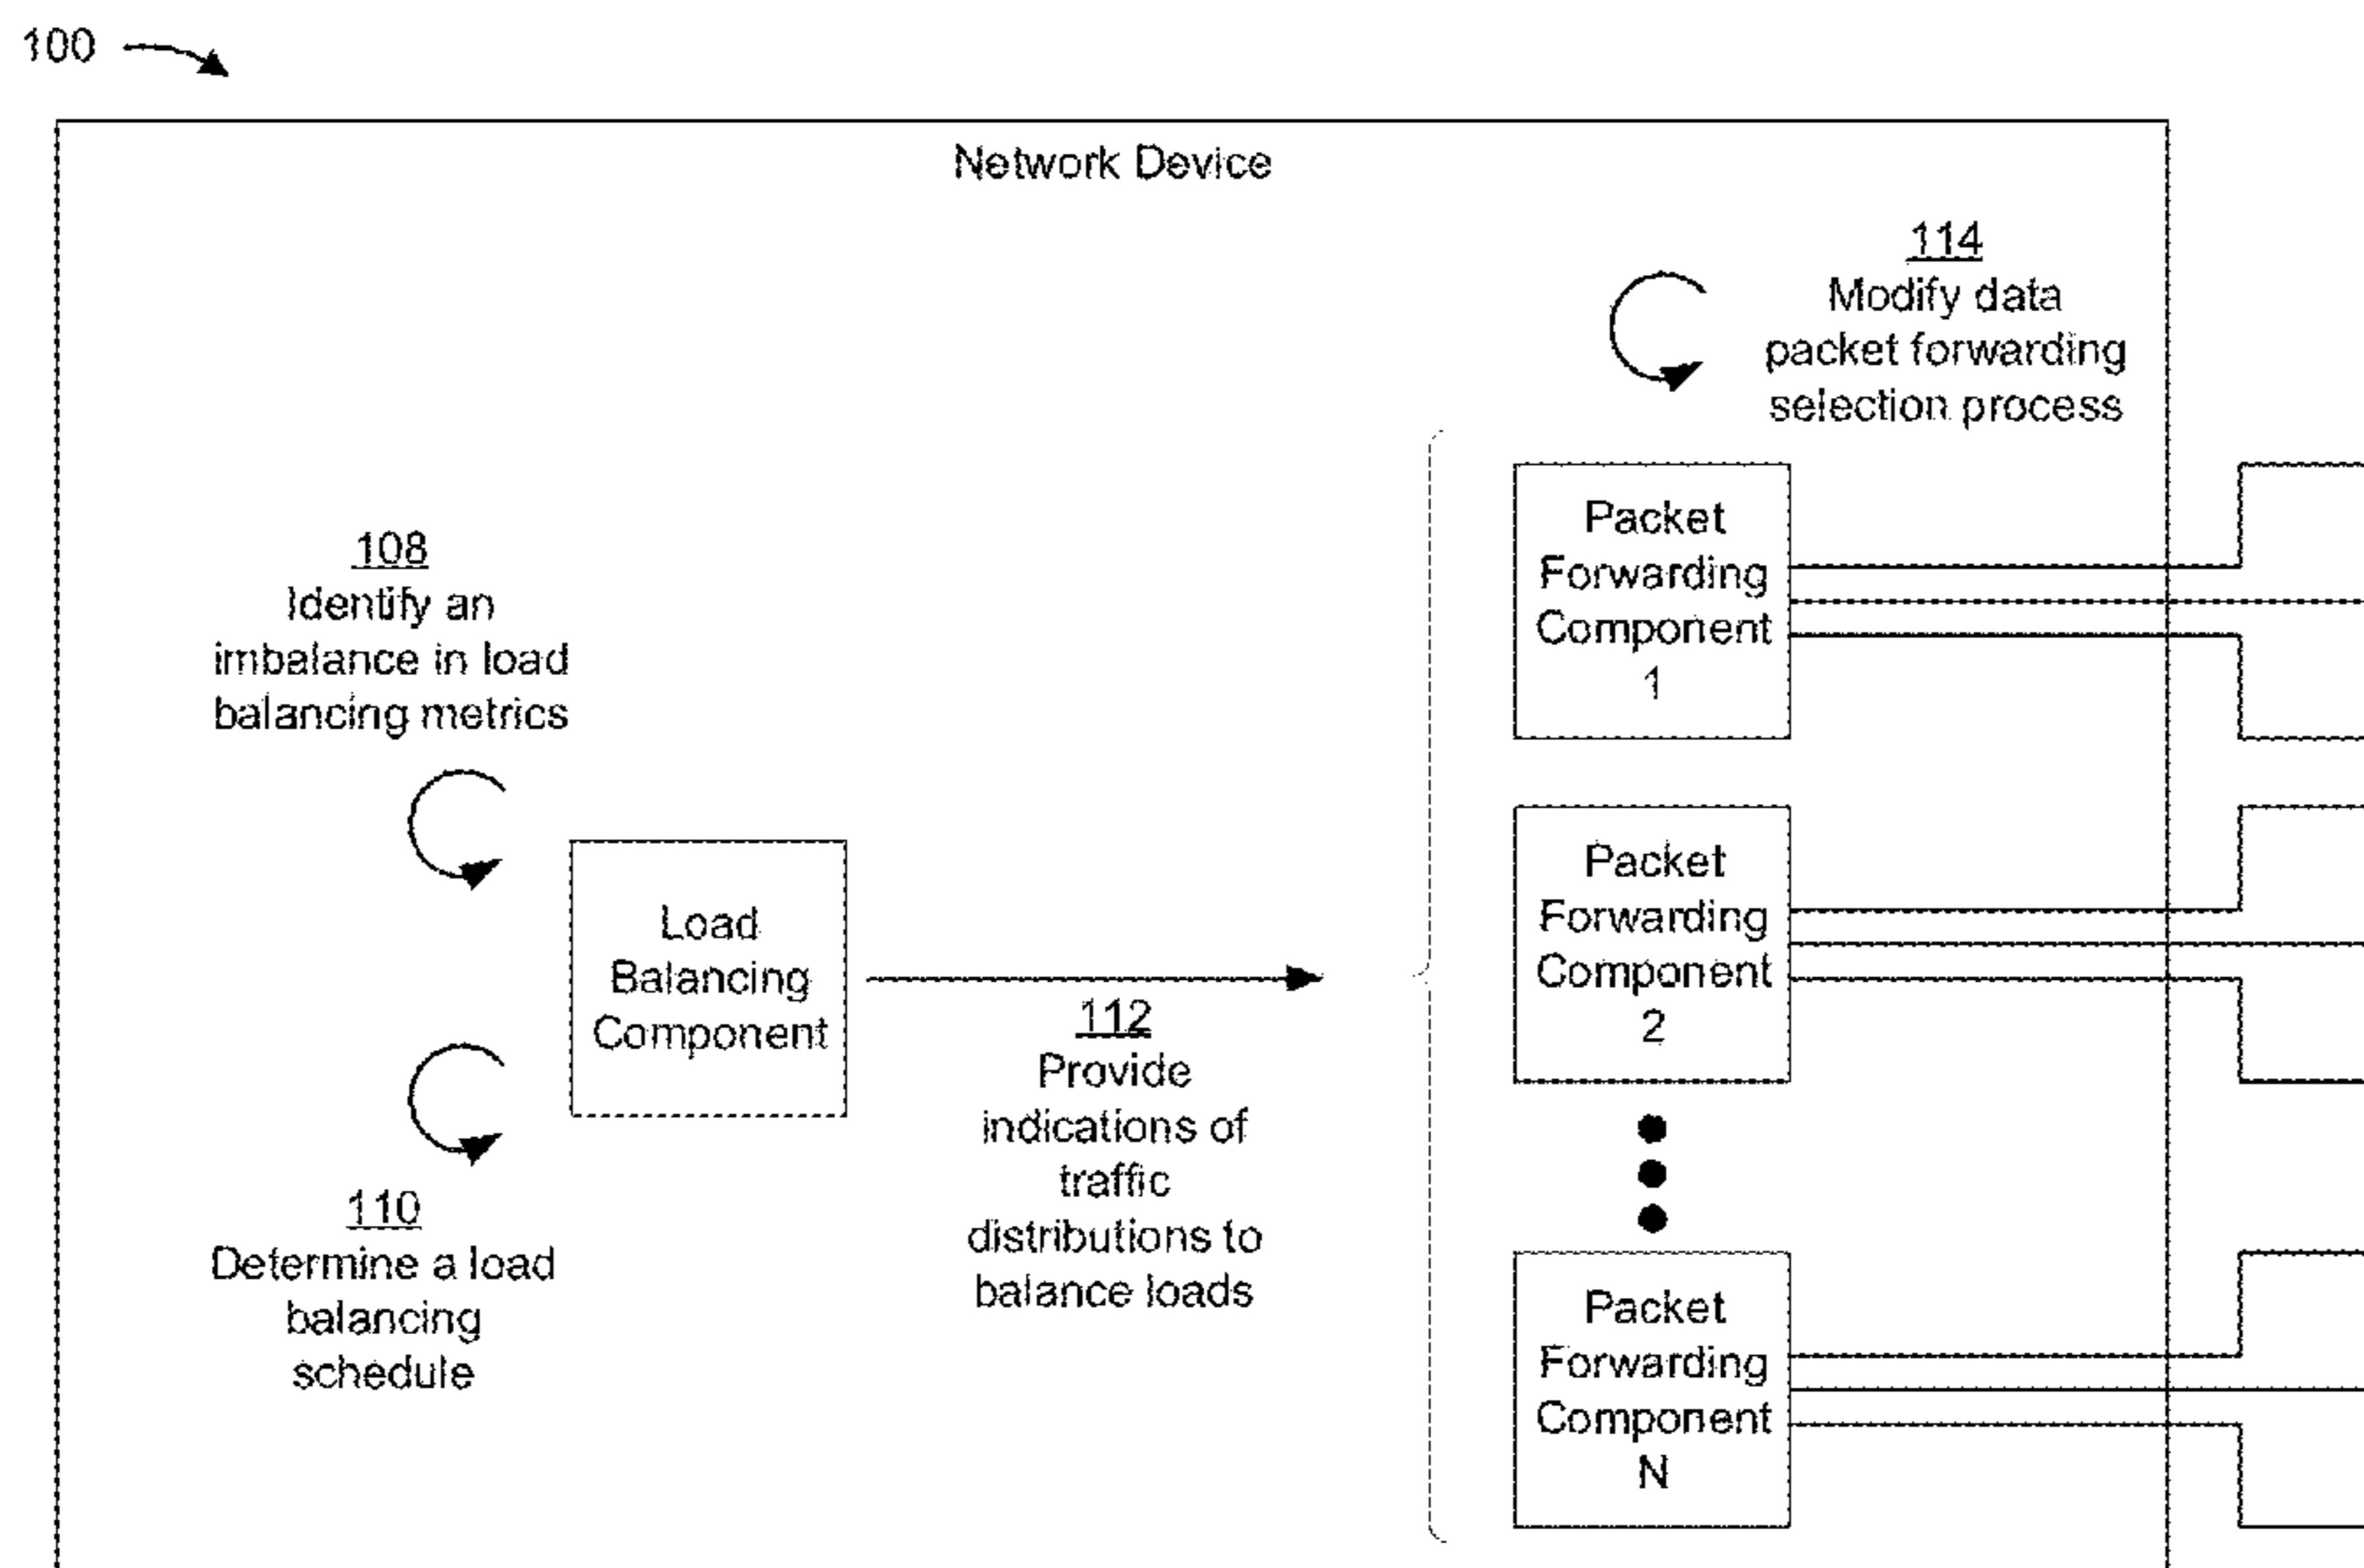 100
Network Device
114
Modify data
packet forwarding
selection process
Packet
Forwarding
Component
1
108
Identify an
imbalance in load
balancing metrics
Load
Balancing
Component
Packet
Forwarding
Component
2
112
Provide
indications of
traffic
distributions to
balance loads
110
Determine a load
balancing
schedule
Packet
Forwarding
Component
N